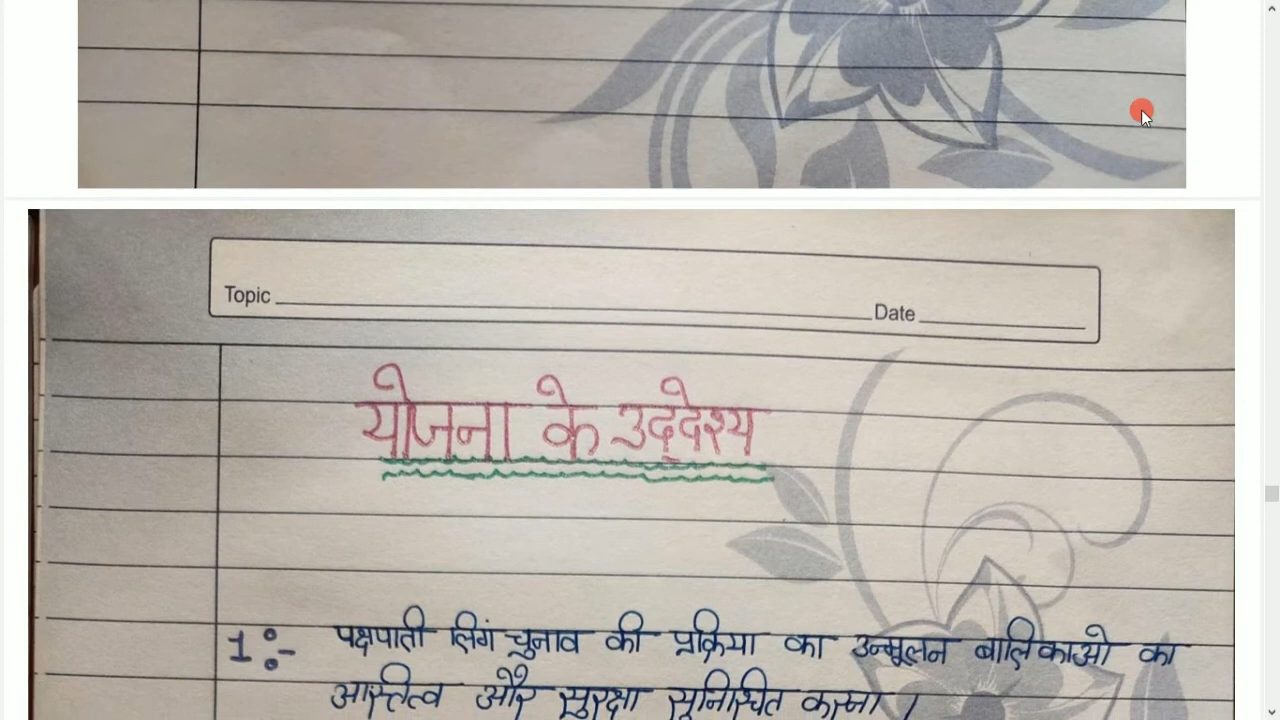 Topic
Date
योजना के उद्देश्य
1:- पक्षपाती लिंग चुनाव की प्रक्रिया का उन्मूलन बालिकाओ का
अस्तित्व और सुरक्षा सुनिश्चित करना ।